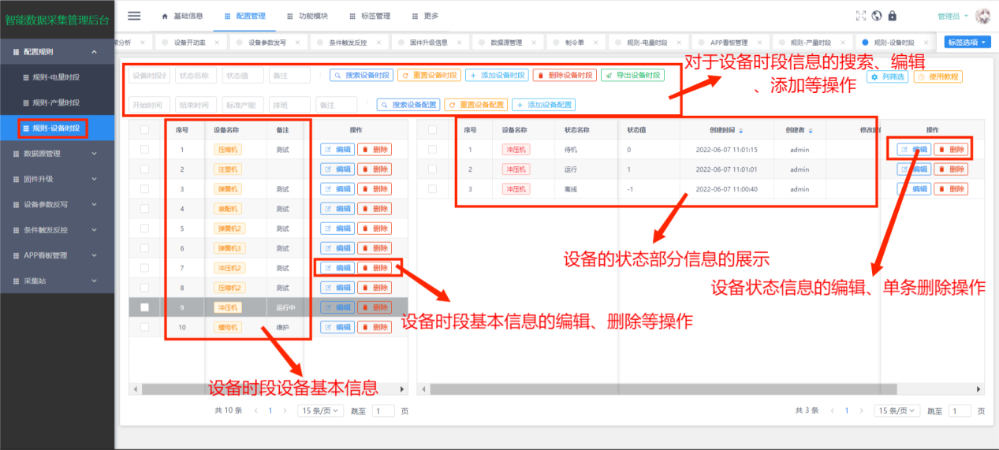 智能数据采集管理后台
基础信息
配置管理
功能模块
标签管理
更多
管理员
设备开动率
设备参数反写
条件触发反控
固件升级信息
数据源管理
制令单
规则-电量时段
APP看板管理
规则-产量时段
规则-设备时段
标签选项
配置规则
规则-电量时段
规则-产量时段
规则-设备时段
数据源管理
固件升级
设备参数反写
条件触发反控
APP看板管理
采集站
状态名称
状态值
备注
搜索设备时段
重置设备时段
添加设备时段
删除设备时段
导出设备时段
对于设备时段信息的搜索、编辑
、添加等操作
列筛选
使用教程
开始时间
结束时间
标准产能
排班
备注
搜索设备配置
重置设备配置
添加设备配置
序号 设备名称 备注 操作
1 压缩机 测试 编辑 删除
2 注塑机 编辑 删除
3 弹簧机 测试 编辑 删除
4 装配机 测试 编辑 删除
5 弹簧机2 测试 编辑 删除
6 弹簧机3 测试 编辑 删除
7 冲压机2 测试 编辑 删除
8 压缩机2 测试 编辑 删除
9 冲压机 运行中 编辑 删除
10 螺母机 维护 编辑 删除
共 10 条 1 15 条/页 跳至 1 页
序号 设备名称 状态名称 状态值 创建时间 创建者 操作
1 冲压机 待机 0 2022-06-07 11:01:15 admin 编辑 删除
2 冲压机 运行 1 2022-06-07 11:01:01 admin 编辑 删除
3 冲压机 离线 -1 2022-06-07 11:00:40 admin 编辑 删除
设备的状态部分信息的展示
设备状态信息的编辑、单条删除操作
设备时段基本信息的编辑、删除等操作
设备时段设备基本信息
共 3 条 1 15 条/页 跳至 1 页